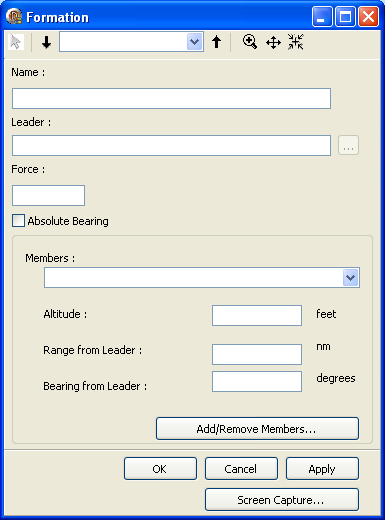 Formation
Name :
Leader :
...
Force :
Absolute Bearing
Members :
Altitude : feet
Range from Leader : nm
Bearing from Leader : degrees
Add/Remove Members...
OK Cancel Apply
Screen Capture...